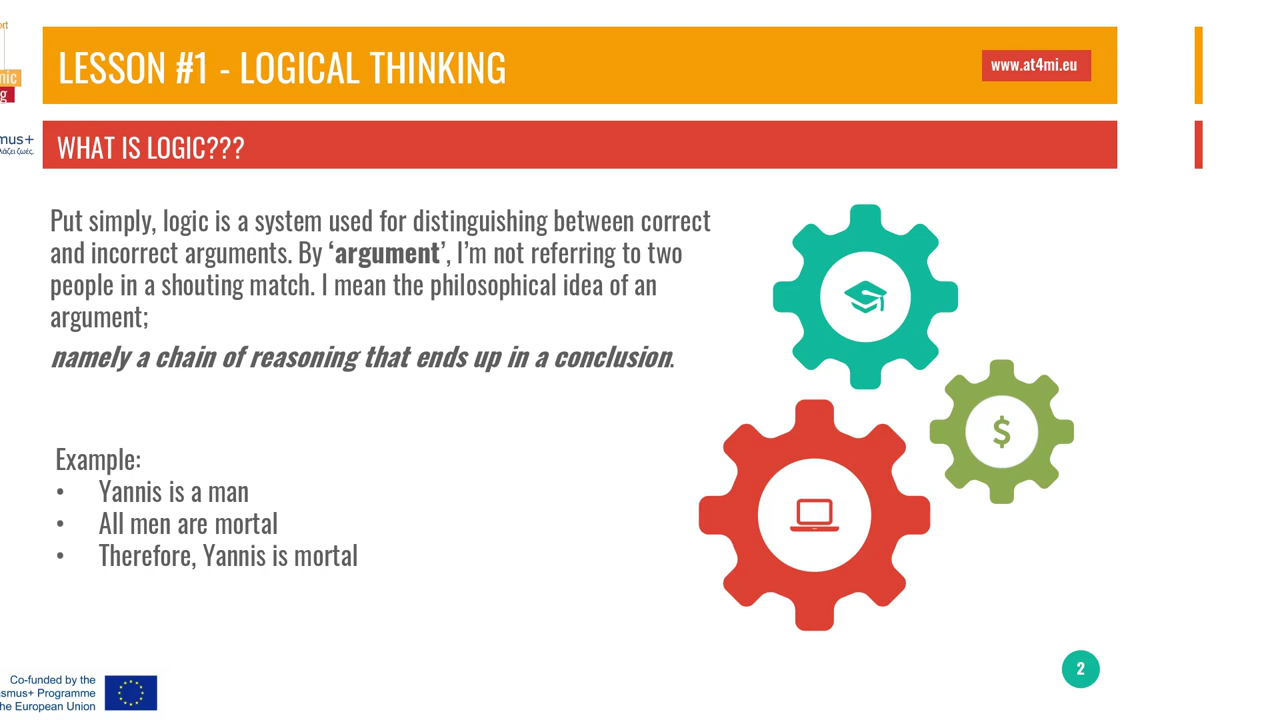 LESSON #1 - LOGICAL THINKING
www.at4mi.eu
WHAT IS LOGIC???
Put simply, logic is a system used for distinguishing between correct
and incorrect arguments. By ‘argument’, I’m not referring to two
people in a shouting match. I mean the philosophical idea of an
argument;
namely a chain of reasoning that ends up in a conclusion.
Example:
• Yannis is a man
• All men are mortal
• Therefore, Yannis is mortal
$
2
Co-funded by the
smus+ Programme
he European Union